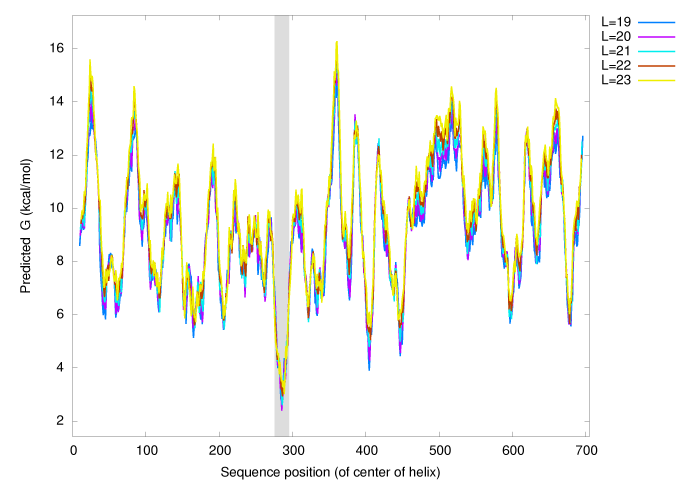 L=19
L=20
L=21
L=22
L=23
16
14
12
10
8
6
4
2
Predicted G (kcal/mol)
0 100 200 300 400 500 600 700
Sequence position (of center of helix)